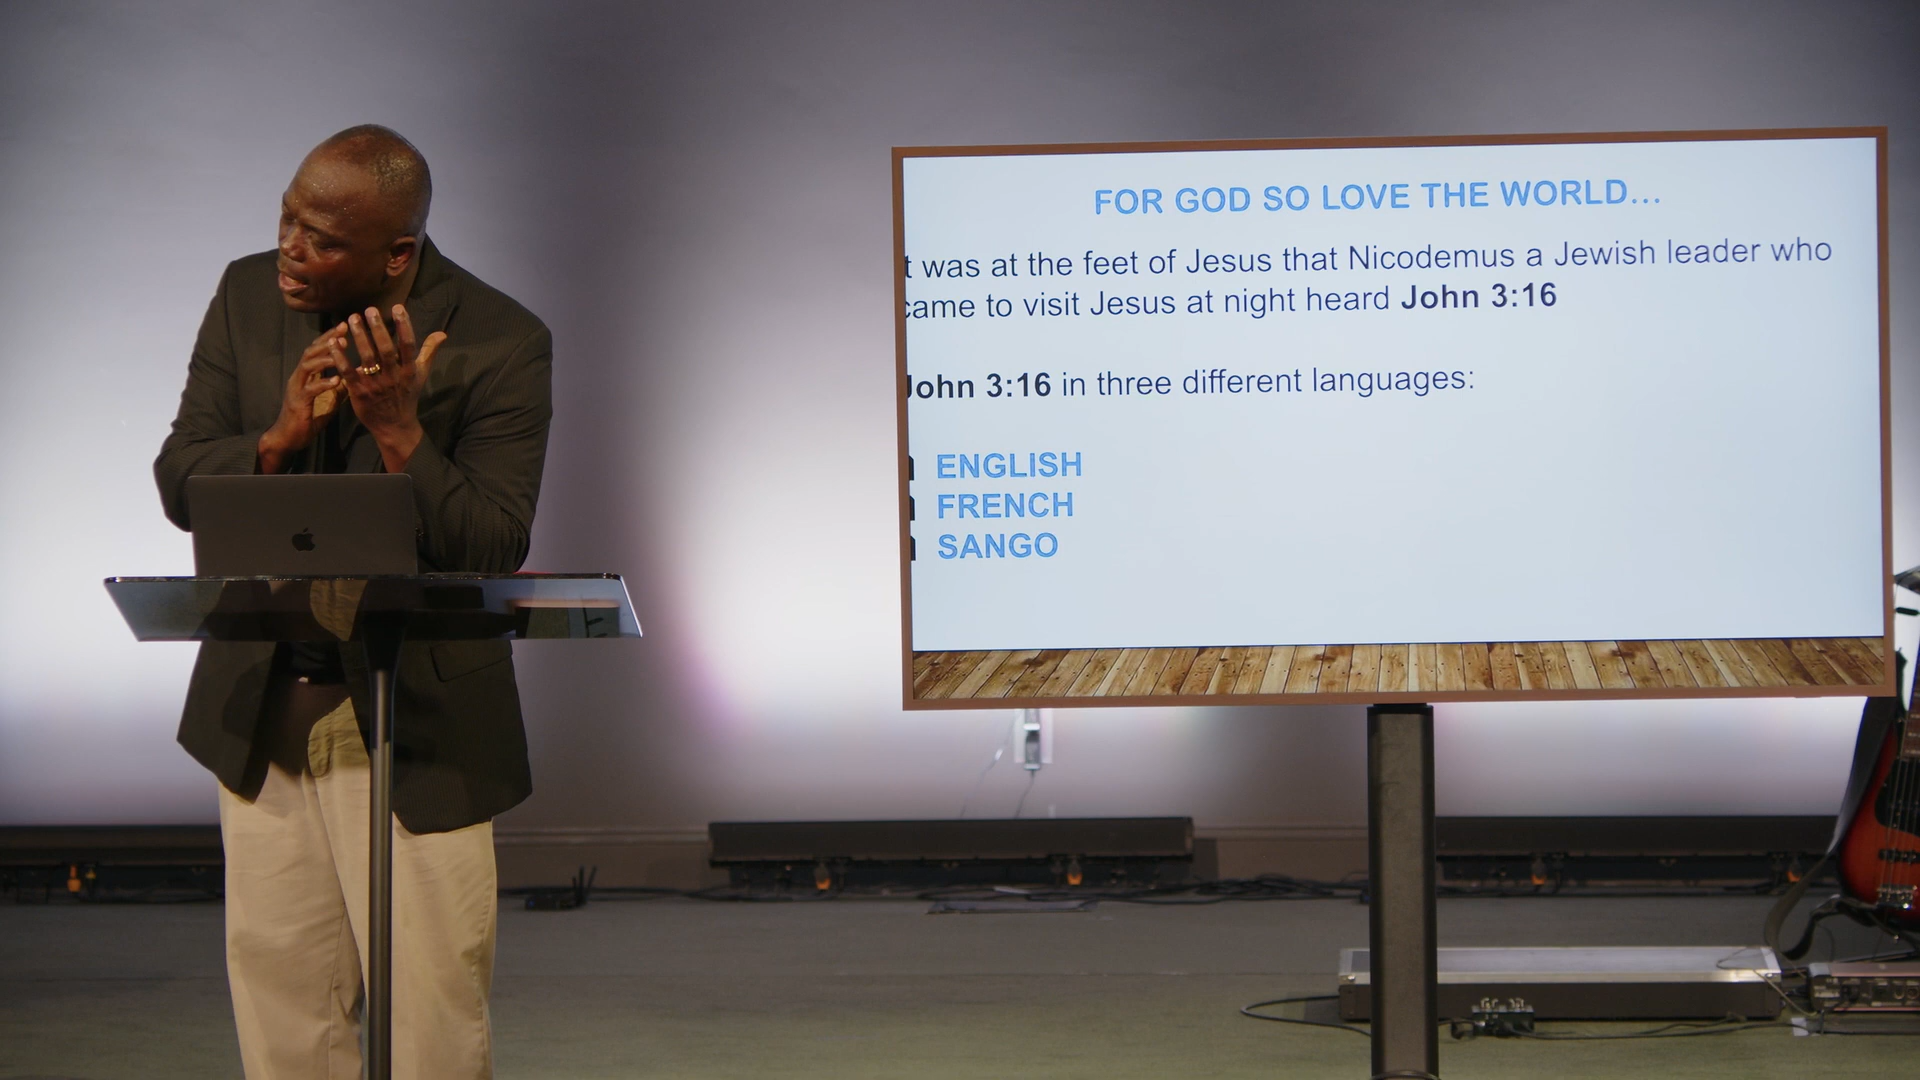 FOR GOD SO LOVE THE WORLD...
t was at the feet of Jesus that Nicodemus a Jewish leader who
came to visit Jesus at night heard John 3:16
John 3:16 in three different languages:
ENGLISH
FRENCH
SANGO